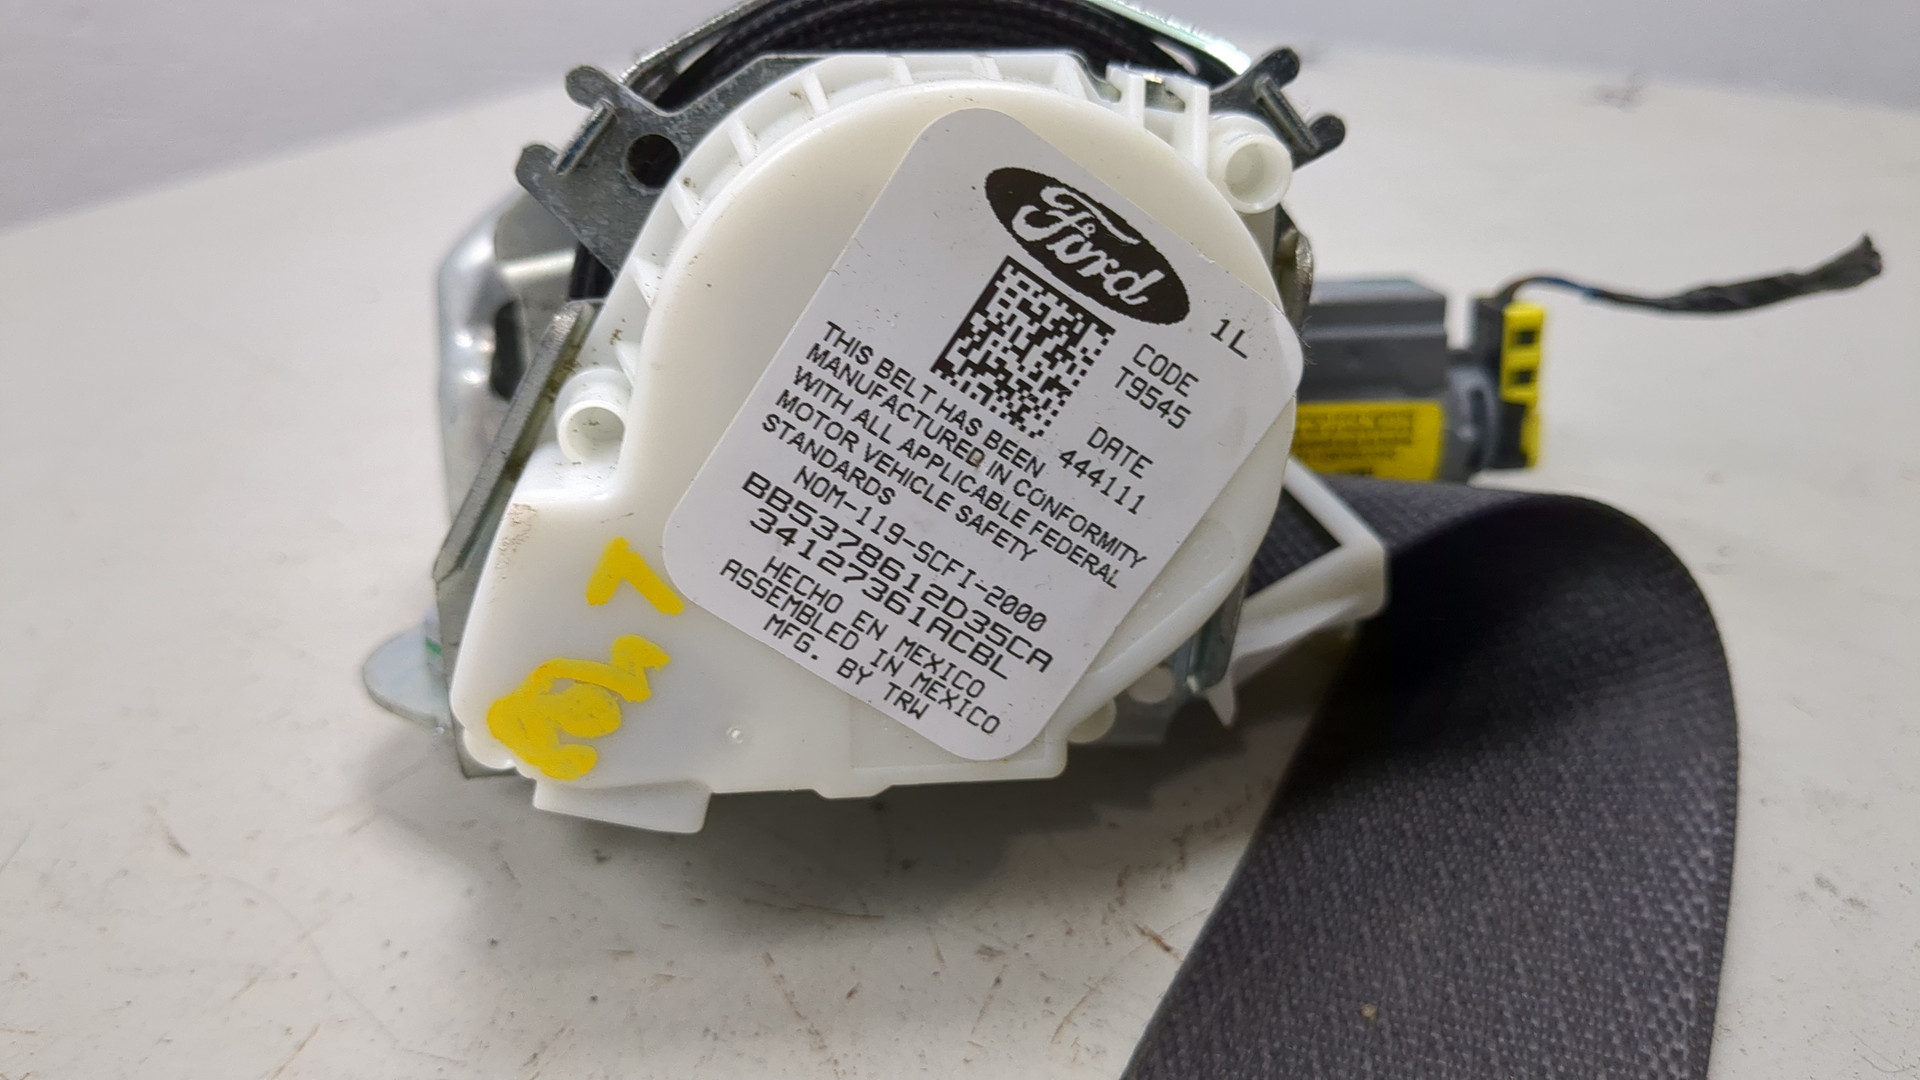 Ford
1L
CODE
T9545
DATE
444111
THIS BELT HAS BEEN
MANUFACTURED IN CONFORMITY
WITH ALL APPLICABLE FEDERAL
MOTOR VEHICLE SAFETY
STANDARDS
NOM-119-SCFI-2000
BB5378612D35CA
34127361ACBL
HECHO EN MEXICO
ASSEMBLED IN MEXICO
MFG. BY TRW